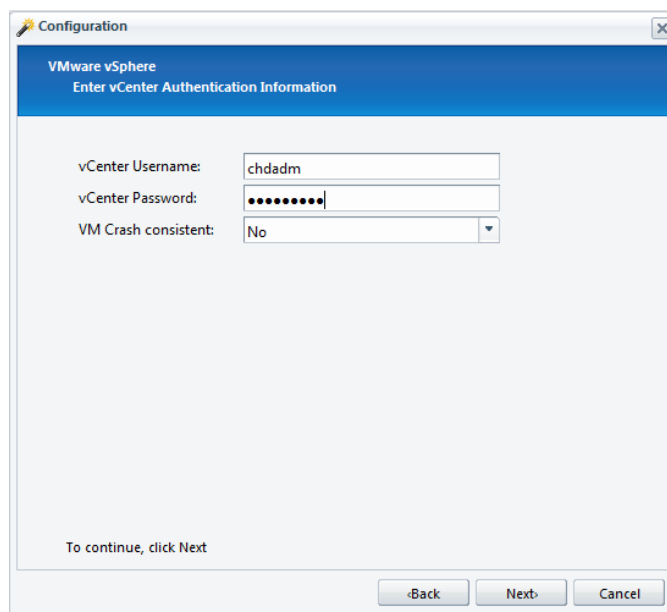 Configuration
VMware vSphere
Enter vCenter Authentication Information
vCenter Username: chdadm
vCenter Password: •••••••••
VM Crash consistent: No
To continue, click Next
‹Back Next› Cancel